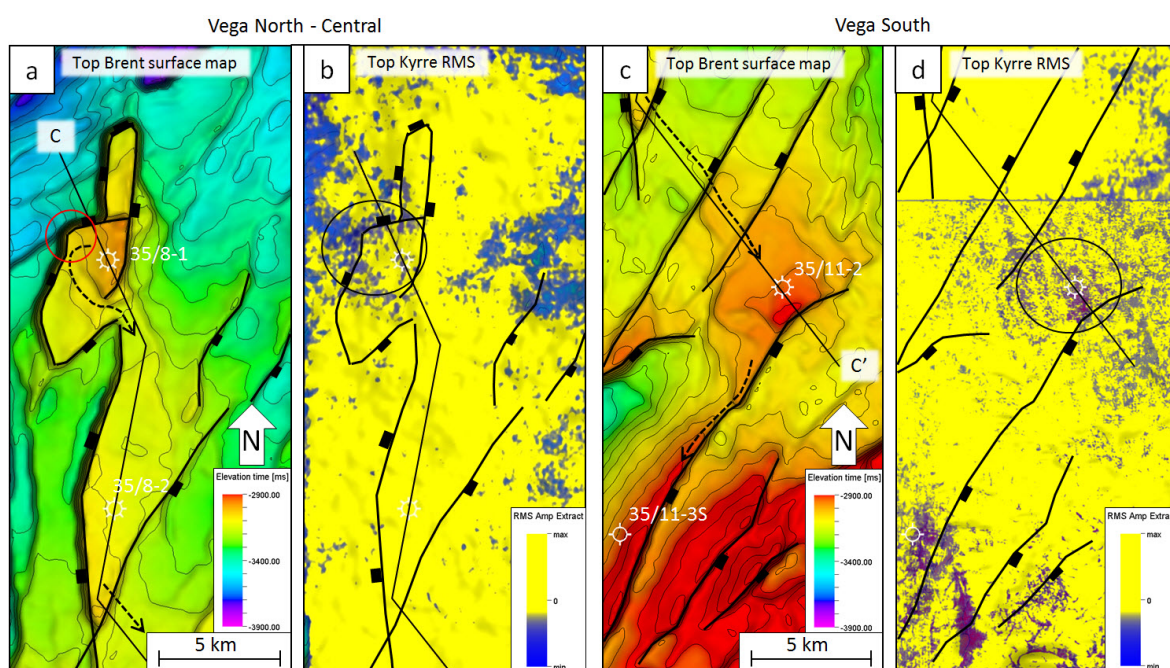 Vega North - Central
Vega South
a
Top Brent surface map
b
Top Kyrre RMS
c
Top Brent surface map
d
Top Kyrre RMS
C
35/8-1
35/11-2
C'
N
N
35/8-2
35/11-3S
Elevation time [ms]
-2900.00
-3400.00
-3900.00
RMS Amp Extract
max
0
min
Elevation time [ms]
-2900.00
-3400.00
-3900.00
RMS Amp Extract
max
0
min
5 km
5 km